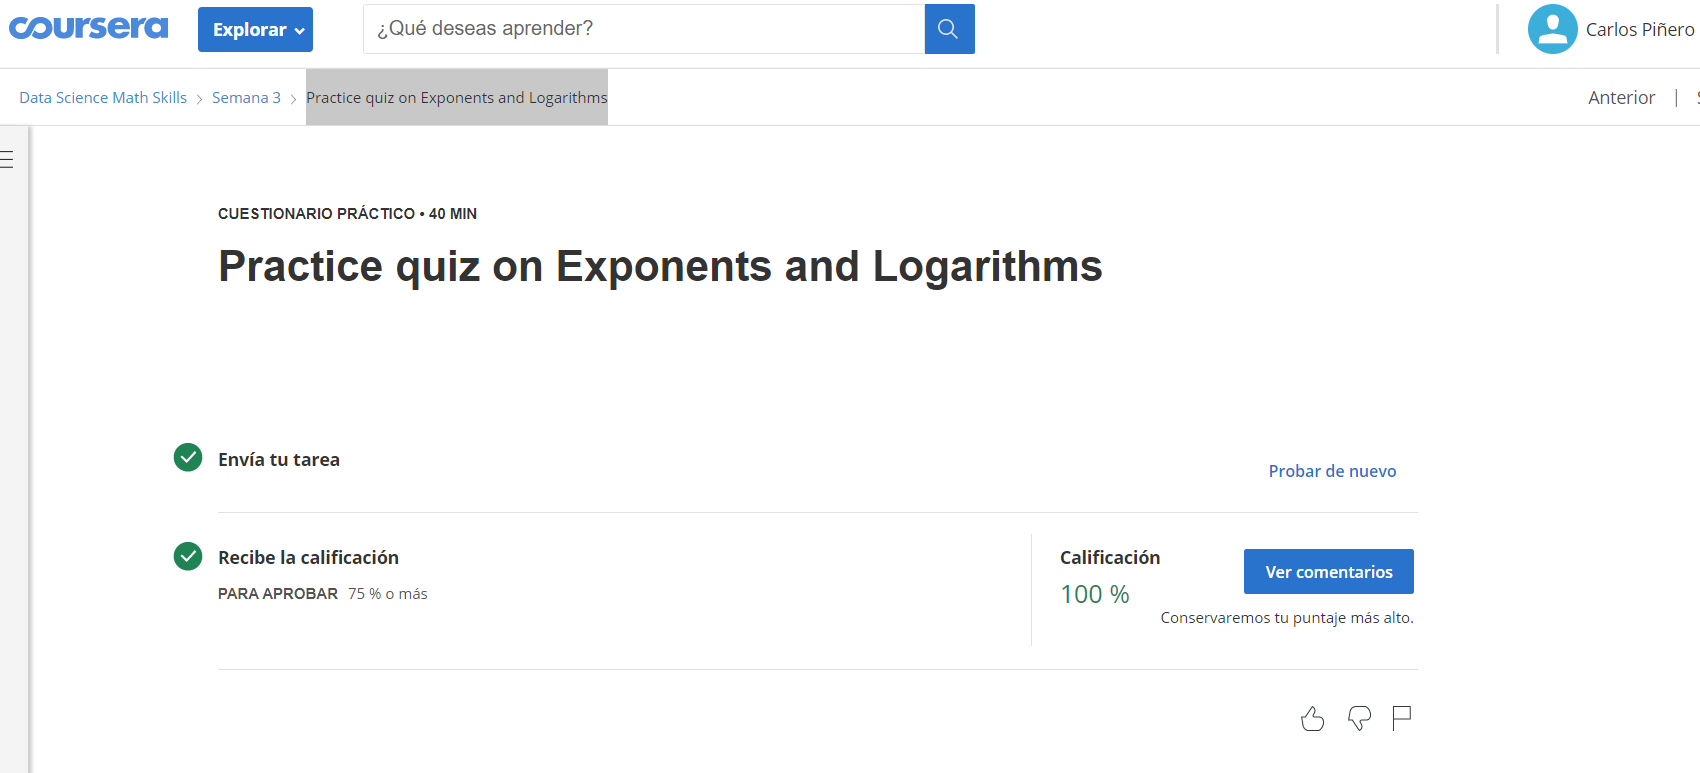 coursera
Explorar
¿Qué deseas aprender?
Carlos Piñero
Data Science Math Skills > Semana 3 > Practice quiz on Exponents and Logarithms
Anterior |
CUESTIONARIO PRÁCTICO • 40 MIN
Practice quiz on Exponents and Logarithms
Envía tu tarea
Probar de nuevo
Recibe la calificación
PARA APROBAR 75 % o más
Calificación
100 %
Ver comentarios
Conservaremos tu puntaje más alto.